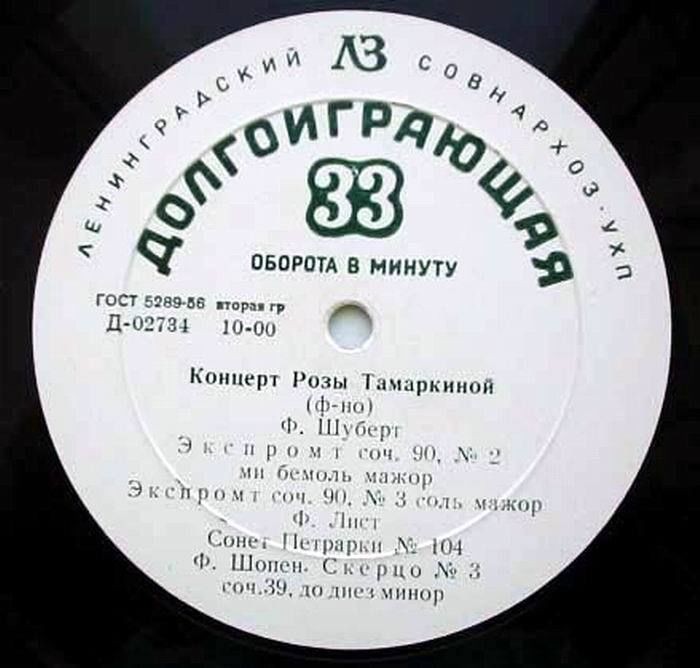 ЛЕНИНГРАДСКИЙ ЛЗ СОВНАРХОЗ·УХП
ДОЛГОИГРАЮЩАЯ
33
ОБОРОТА В МИНУТУ
ГОСТ 5289-56 вторая гр
Д-02734 10-00
Концерт Розы Тамаркиной
(ф-но)
Ф. Шуберт
Экспромт соч. 90, № 2
ми бемоль мажор
Экспромт соч. 90, № 3 соль мажор
Ф. Лист
Сонет Петрарки № 104
Ф. Шопен. Скерцо № 3
соч.39, до диез минор